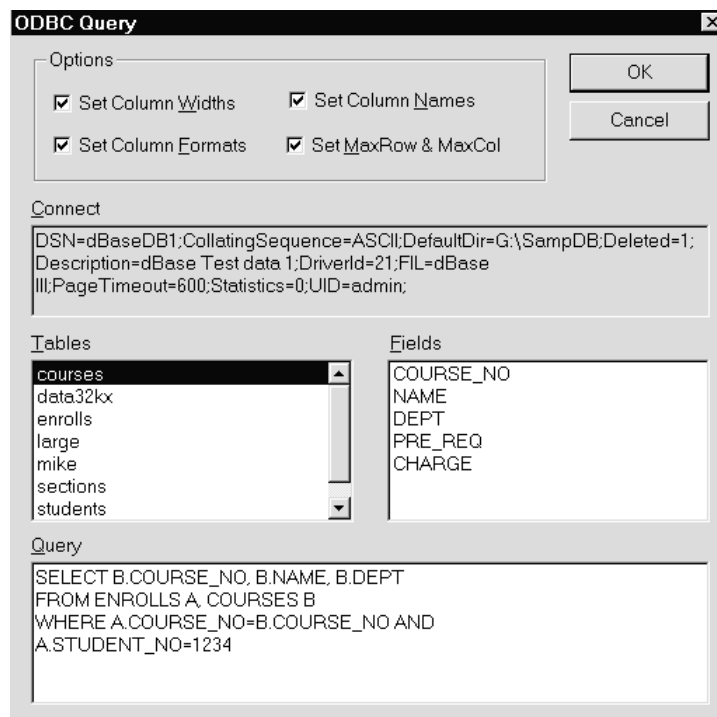 ODBC Query
Options
Set Column Widths
Set Column Names
Set Column Formats
Set MaxRow & MaxCol
OK
Cancel
Connect
DSN=dBaseDB1;CollatingSequence=ASCII;DefaultDir=G:\SampDB;Deleted=1;
Description=dBase Test data 1;DriverId=21;FIL=dBase
III;PageTimeout=600;Statistics=0;UID=admin;
Tables
courses
data32kx
enrolls
large
mike
sections
students
Fields
COURSE_NO
NAME
DEPT
PRE_REQ
CHARGE
Query
SELECT B.COURSE_NO, B.NAME, B.DEPT
FROM ENROLLS A, COURSES B
WHERE A.COURSE_NO=B.COURSE_NO AND
A.STUDENT_NO=1234